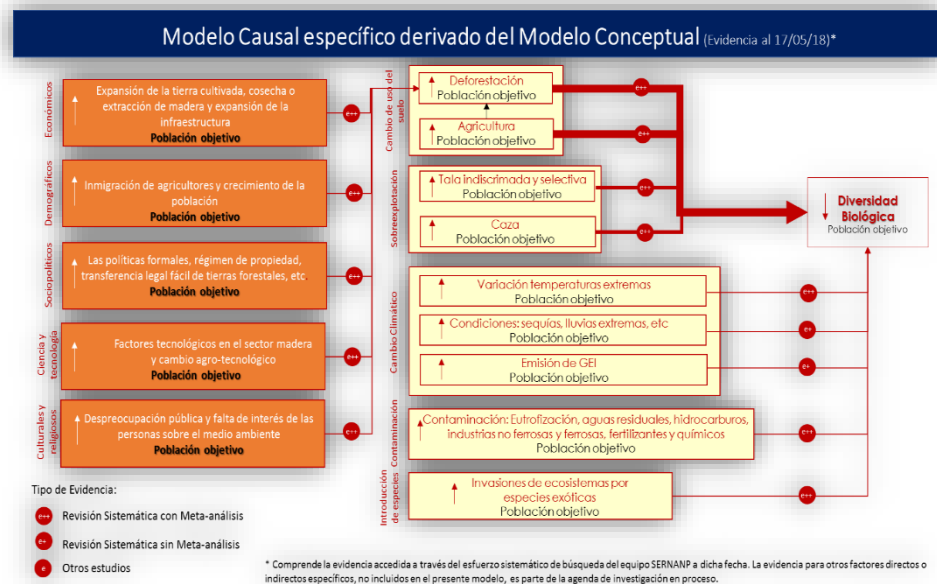 Modelo Causal específico derivado del Modelo Conceptual (Evidencia al 17/05/18)*
Económicos
Expansión de la tierra cultivada, cosecha o
extracción de madera y expansión de la
infraestructura
Población objetivo
e++
Demográficos
Inmigración de agricultores y crecimiento de la
población
Población objetivo
e++
Sociopolíticos
Las políticas formales, régimen de propiedad,
transferencia legal fácil de tierras forestales, etc
Población objetivo
e++
Ciencia y
tecnología
Factores tecnológicos en el sector madera
y cambio agro-tecnológico
Población objetivo
e++
Culturales y
religiosos
Despreocupación pública y falta de interés de las
personas sobre el medio ambiente
Población objetivo
e++
Cambio de uso del
suelo
Deforestación
Población objetivo
e++
Agricultura
Población objetivo
e++
Sobreexplotación
Tala indiscrimada y selectiva
Población objetivo
e++
Caza
Población objetivo
e++
Cambio Climático
Variación temperaturas extremas
Población objetivo
e++
Condiciones: sequías, lluvias extremas, etc
Población objetivo
e+
Emisión de GEI
Población objetivo
e+
Contaminación
Contaminación: Eutrofización, aguas residuales, hidrocarburos,
industrias no ferrosas y ferrosas, fertilizantes y químicos
Población objetivo
e++
Introducción
de especies
Invasiones de ecosistemas por
especies exóticas
Población objetivo
e++
Diversidad
Biológica
Población objetivo
Tipo de Evidencia:
e++ Revisión Sistemática con Meta-análisis
e+ Revisión Sistemática sin Meta-análisis
e Otros estudios
* Comprende la evidencia accedida a través del esfuerzo sistemático de búsqueda del equipo SERNANP a dicha fecha. La evidencia para otros factores directos o
indirectos específicos, no incluidos en el presente modelo, es parte de la agenda de investigación en proceso.